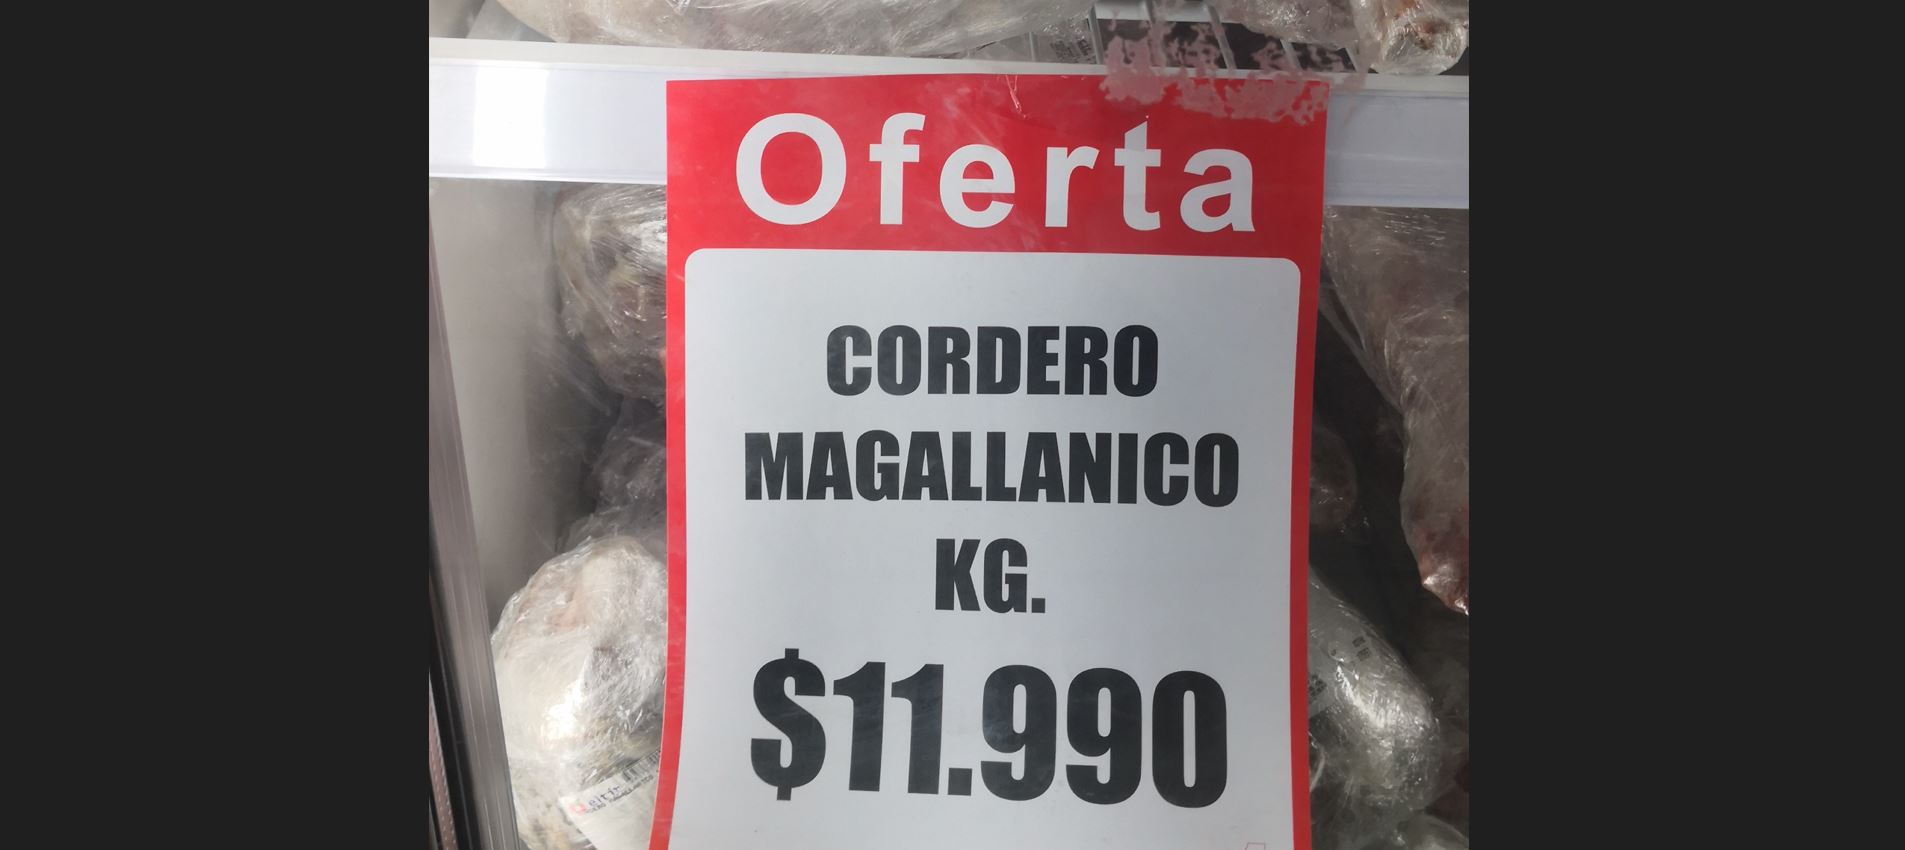 Oferta
CORDERO
MAGALLANICO
KG.
$11.990